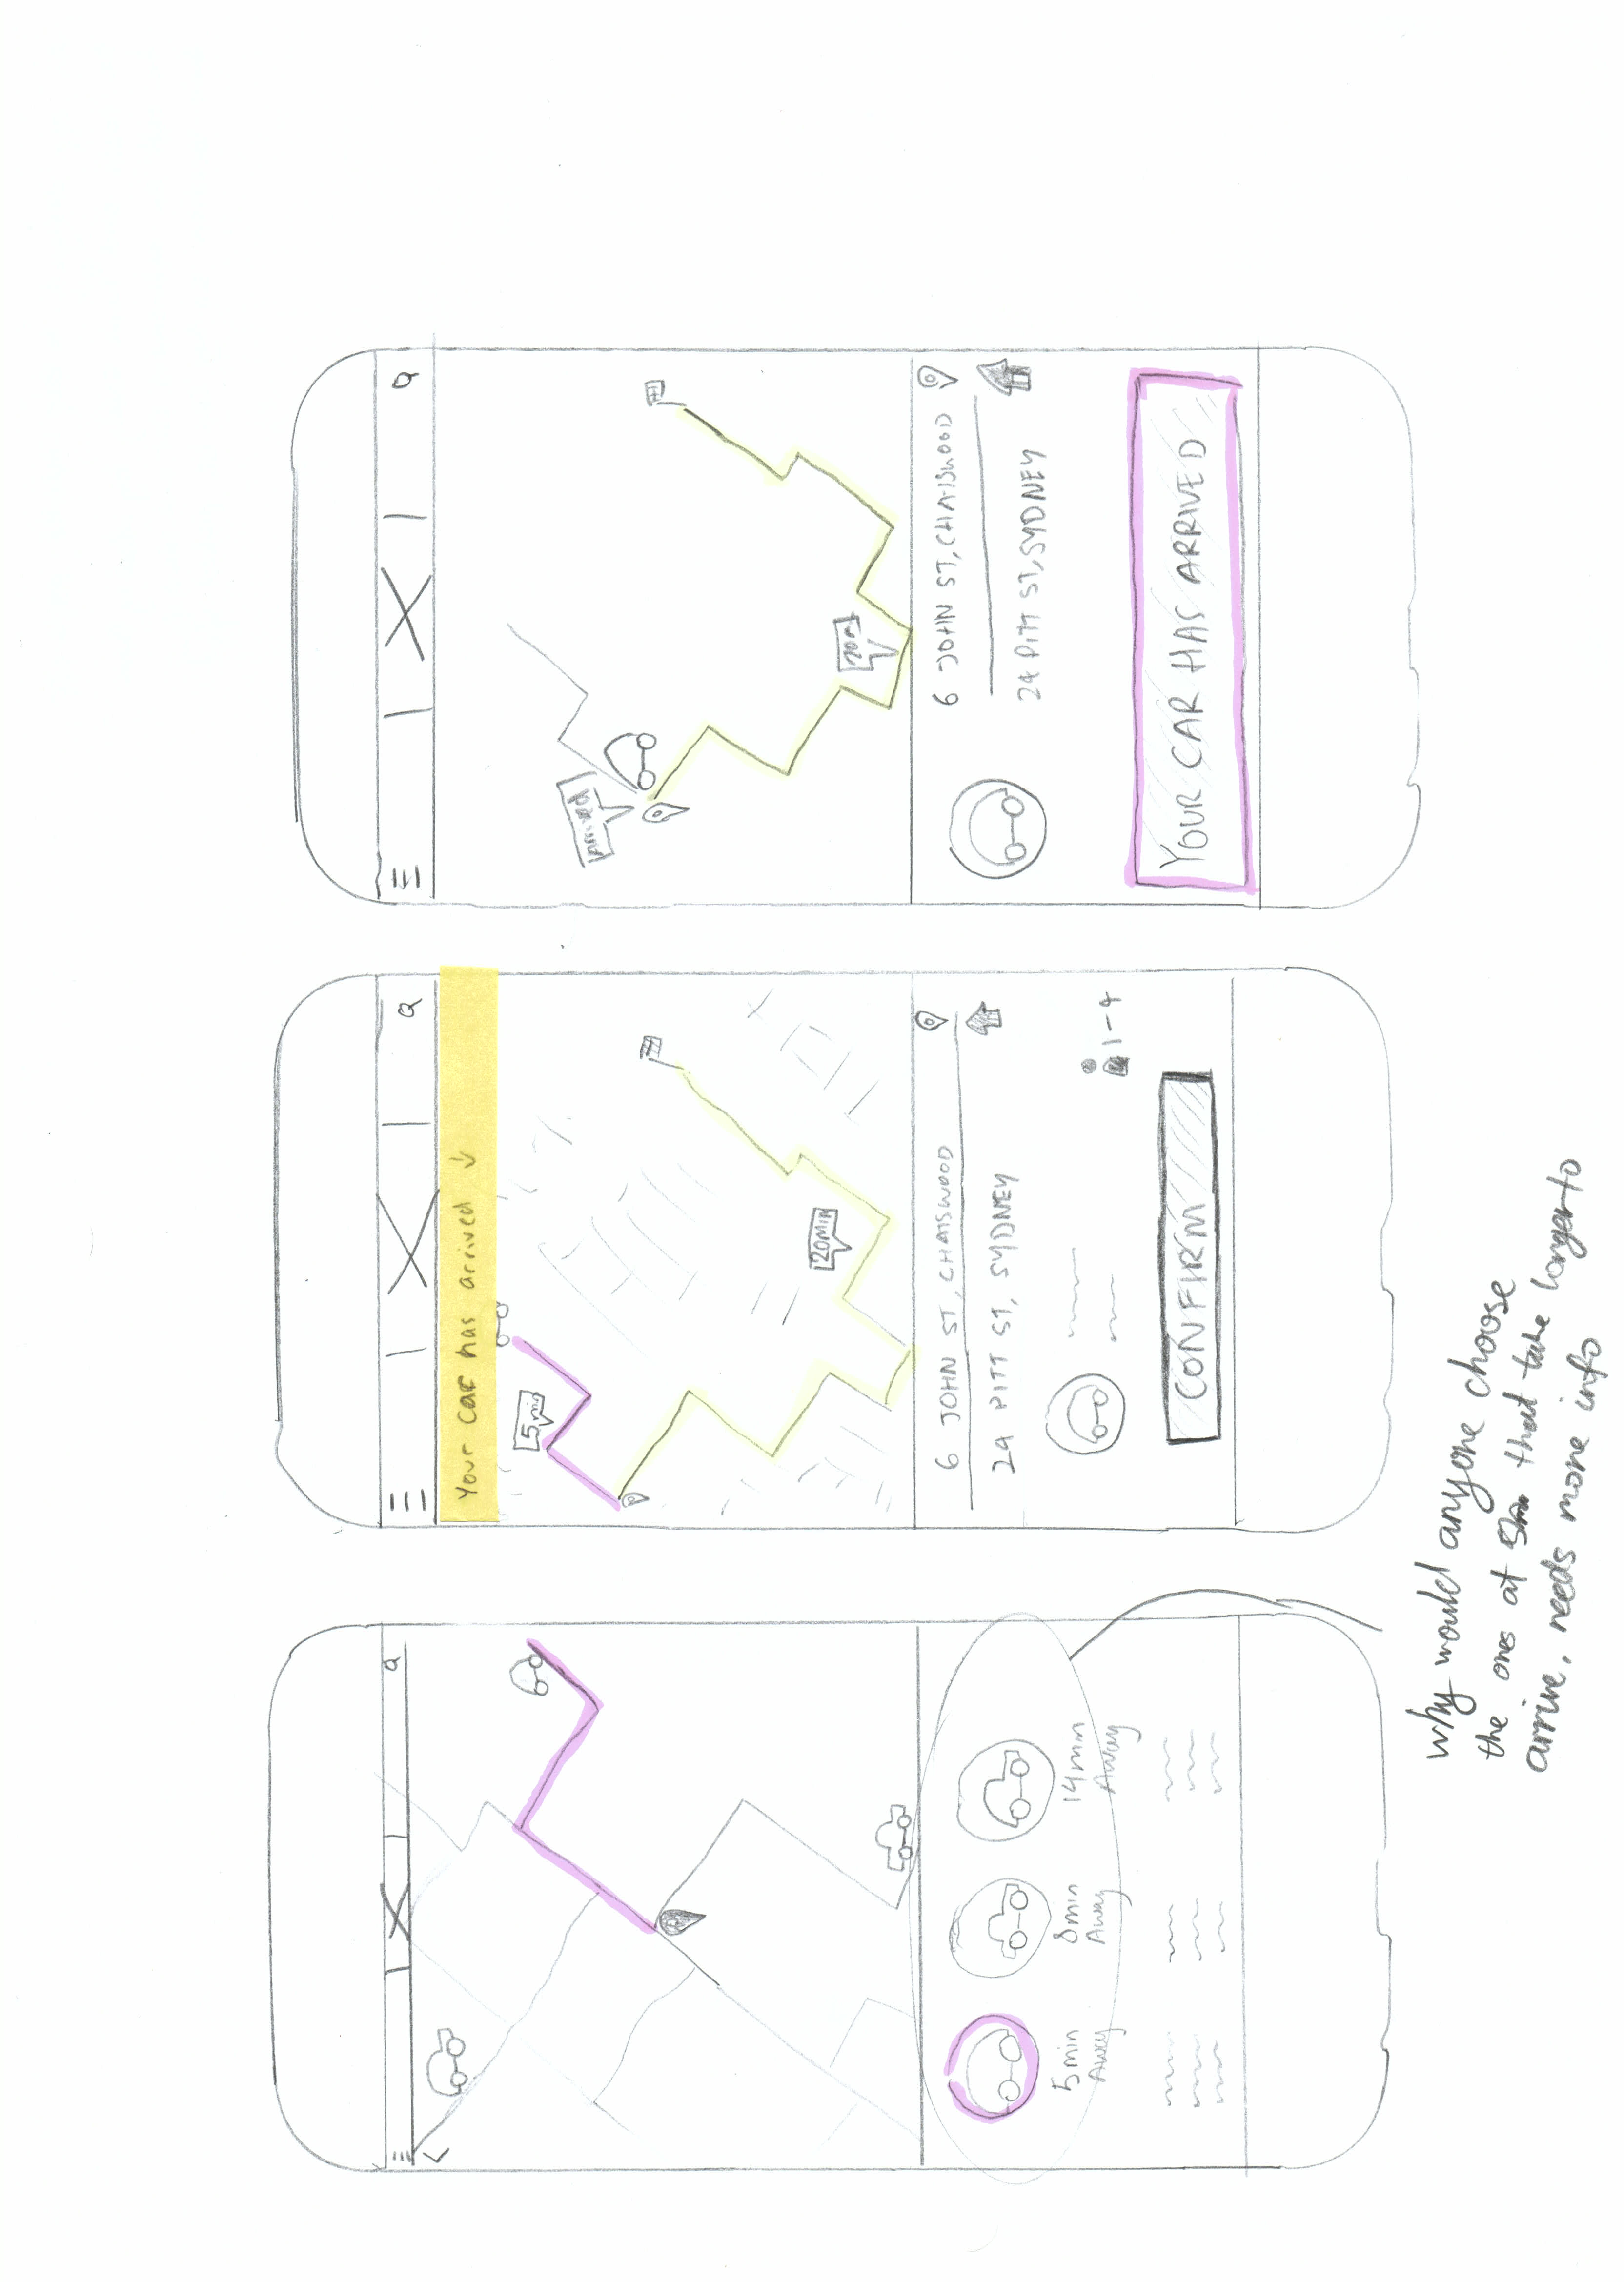 5min
Away
8min
Away
14min
Away
Your car has arrived ↓
5min
20min
6 JOHN ST, CHATSWOOD
24 PITT ST, SYDNEY
1-4
CONFIRM
Arrived
20m
6 JOHN ST, CHATSWOOD
24 PITT ST, SYDNEY
YOUR CAR HAS ARRIVED
why would anyone choose
the ones at that take longer to
arrive, needs more info